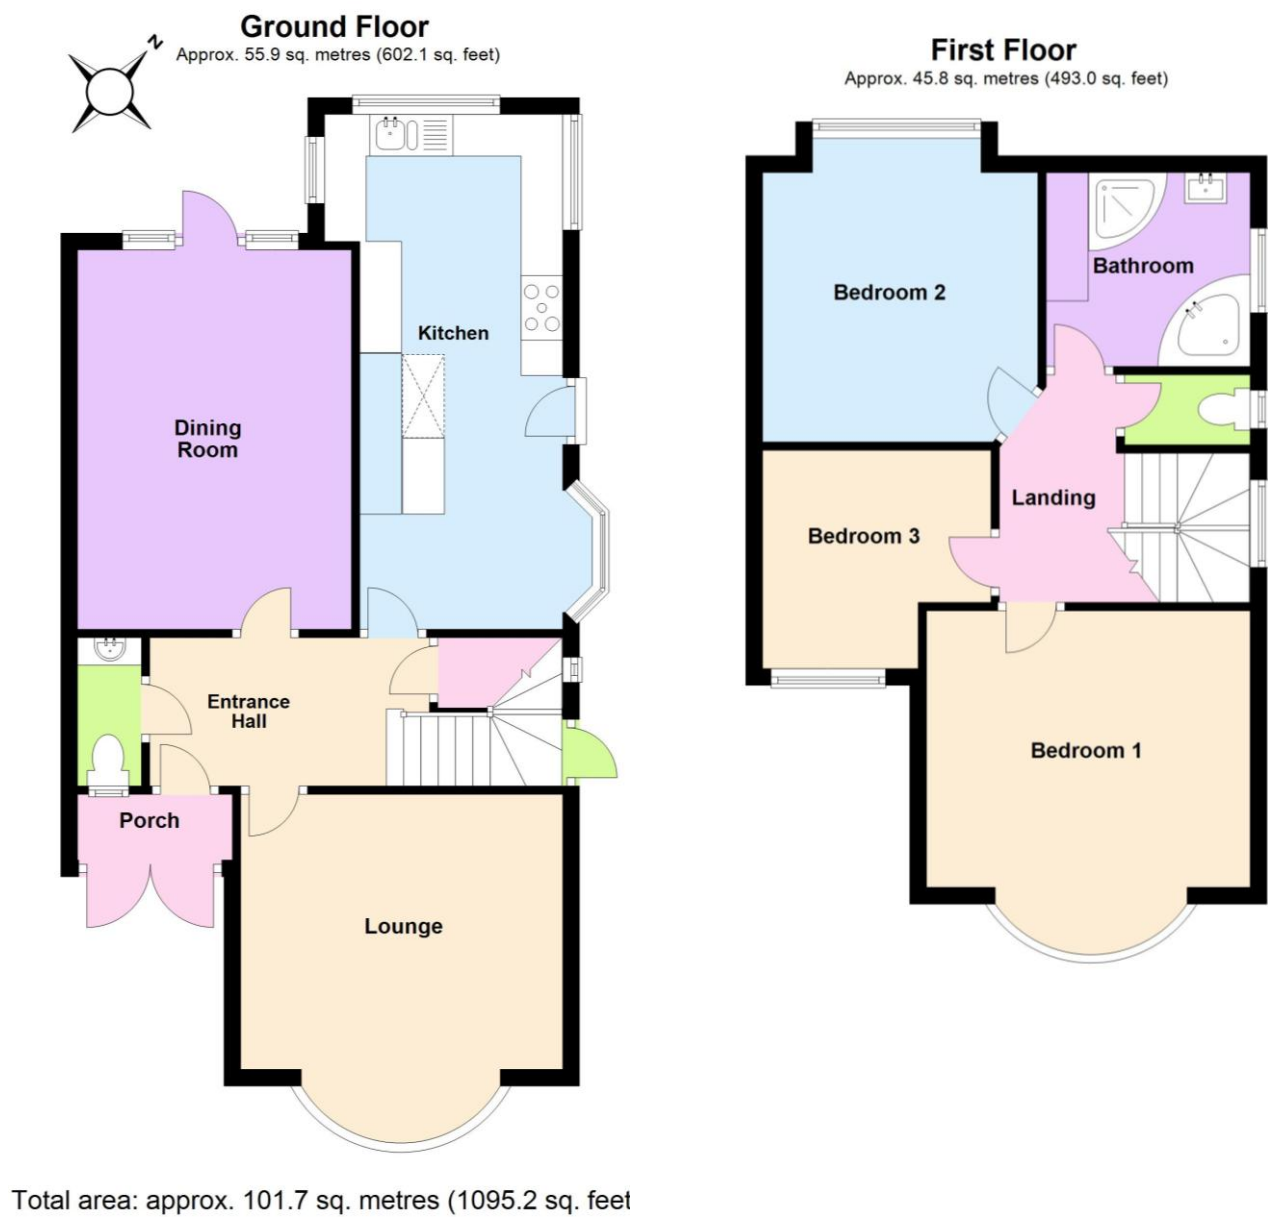 Ground Floor
Approx. 55.9 sq. metres (602.1 sq. feet)
N
Kitchen
Dining
Room
Entrance
Hall
Porch
Lounge
First Floor
Approx. 45.8 sq. metres (493.0 sq. feet)
Bedroom 2
Bathroom
Landing
Bedroom 3
Bedroom 1
Total area: approx. 101.7 sq. metres (1095.2 sq. feet